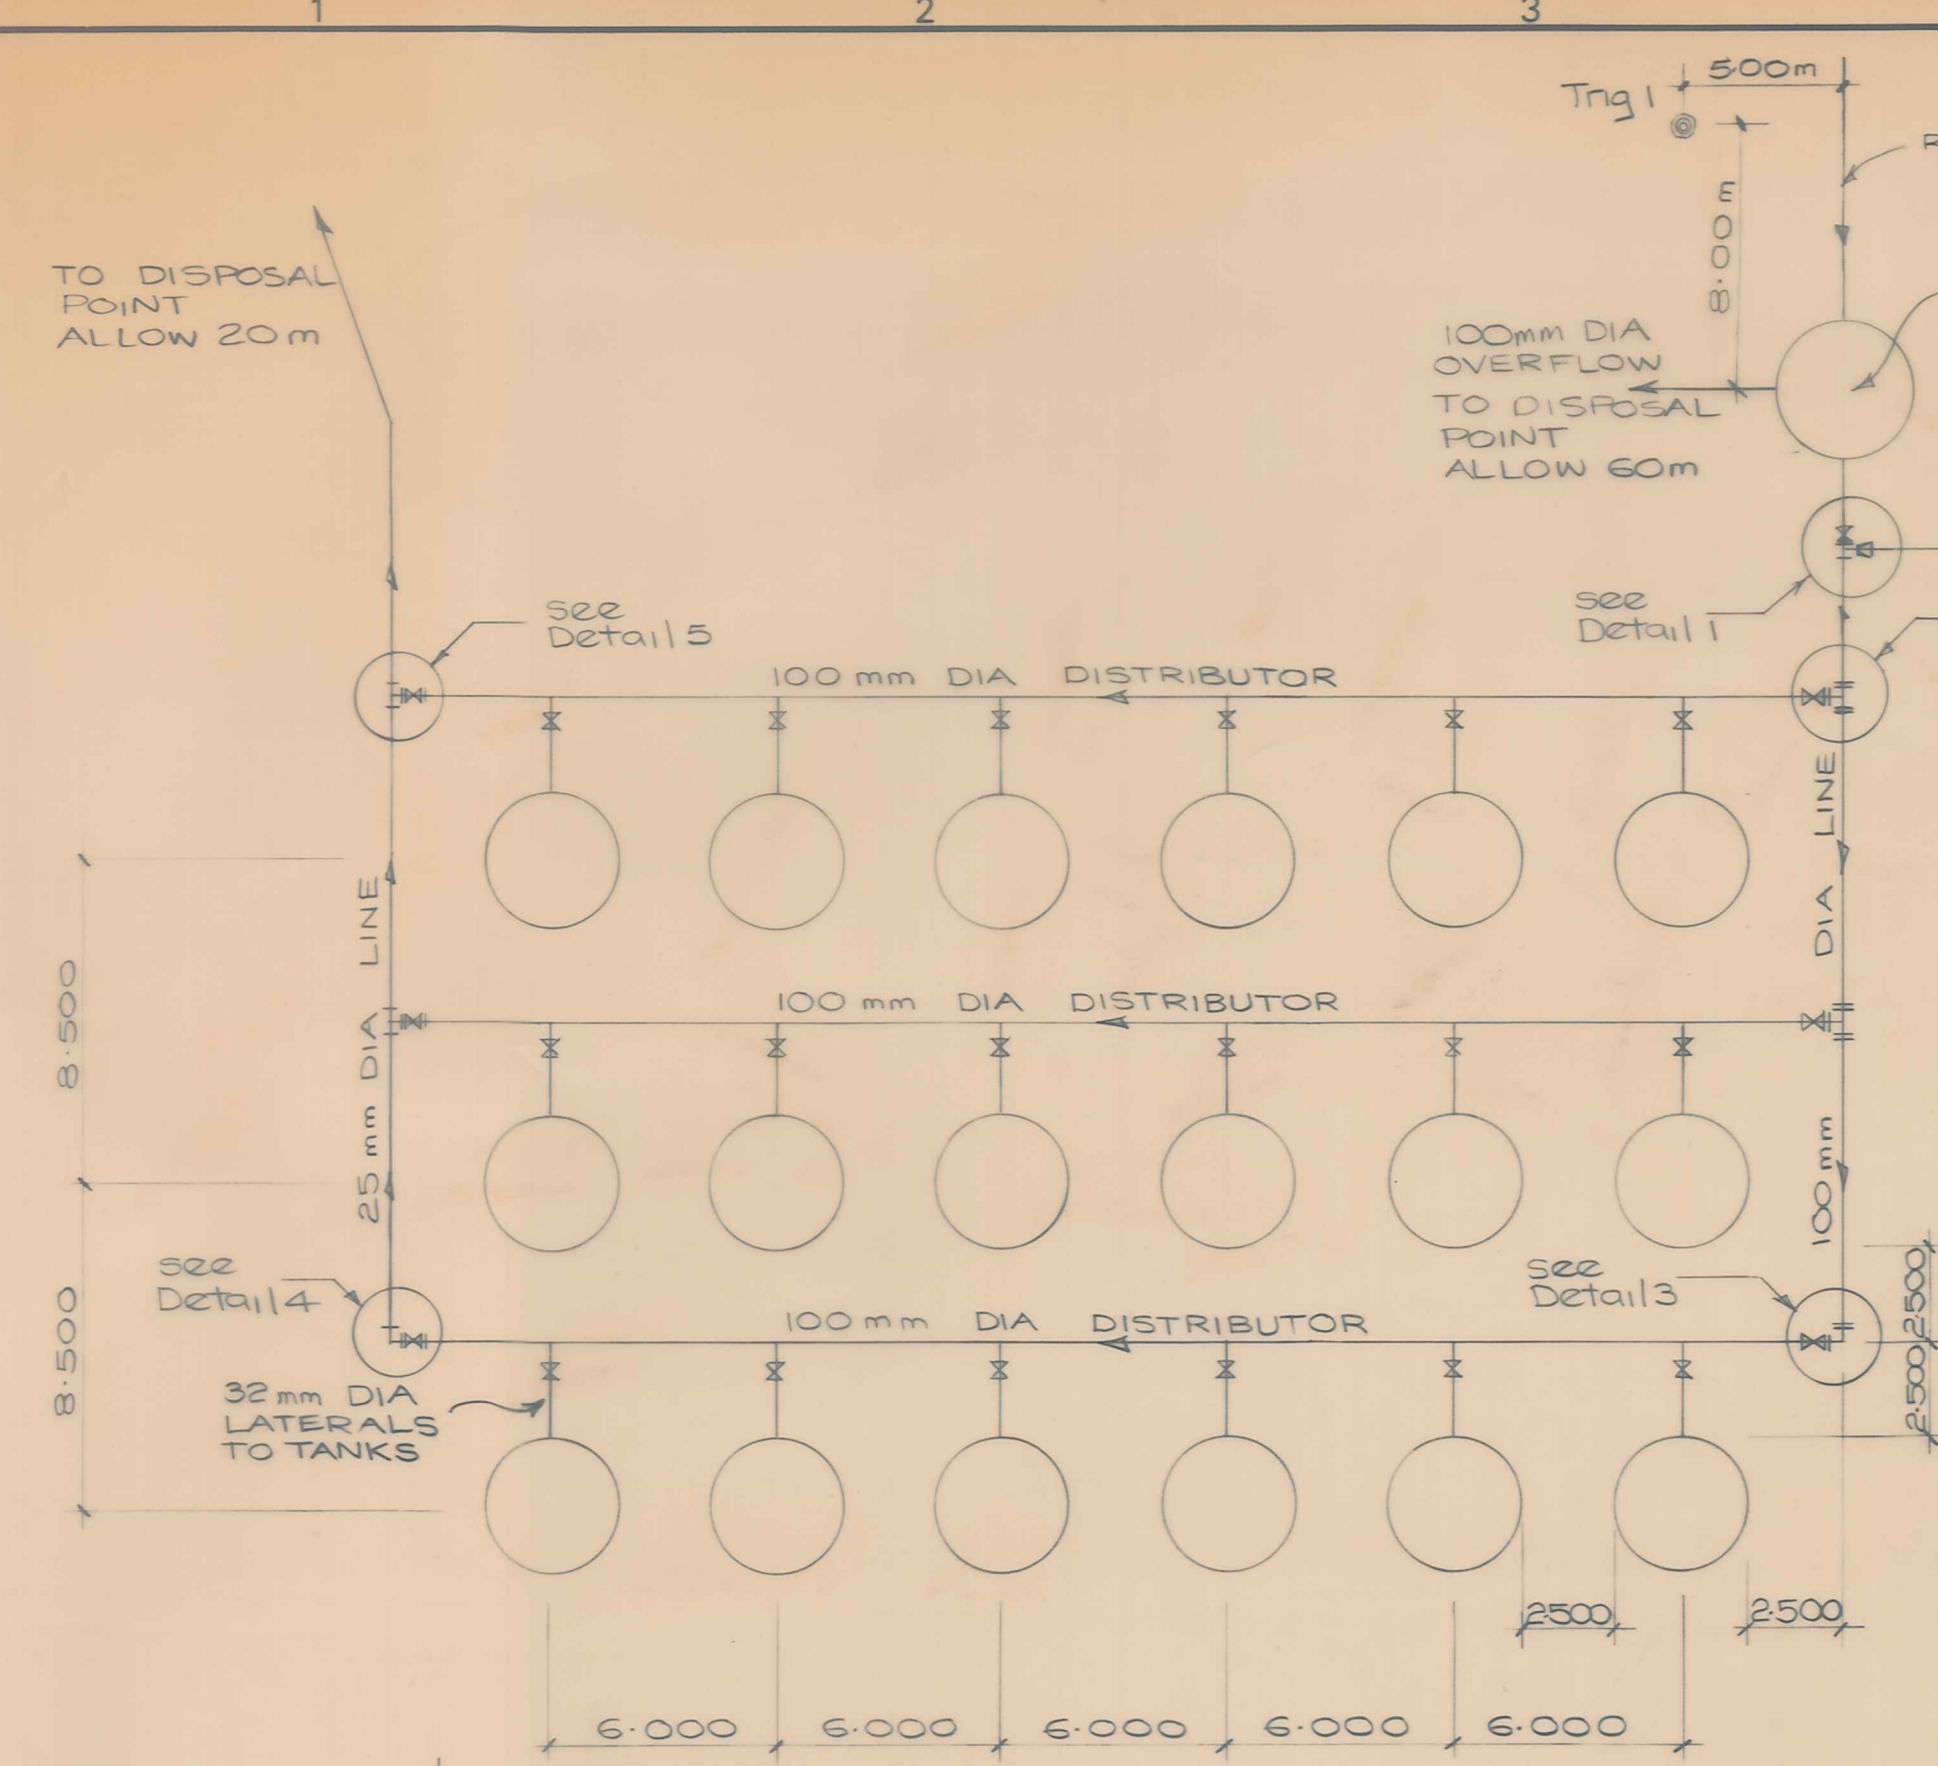 1 2 3
5.00m
Trig 1
R
8.00m
TO DISPOSAL
POINT
ALLOW 20m
100mm DIA
OVERFLOW
TO DISPOSAL
POINT
ALLOW 60m
see
Detail 1
see
Detail 5
100 mm DIA DISTRIBUTOR
100 mm DIA LINE
25 mm DIA LINE
8.500
100 mm DIA DISTRIBUTOR
see
Detail 4
see
Detail 3
2.500
2.500
8.500
100 mm DIA DISTRIBUTOR
32 mm DIA
LATERALS
TO TANKS
2.500 2.500
6.000 6.000 6.000 6.000 6.000